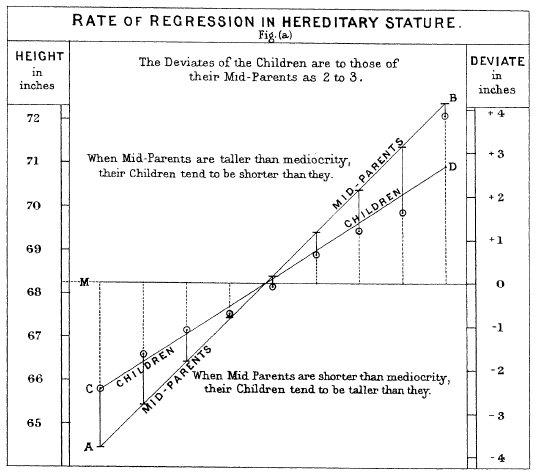 RATE OF REGRESSION IN HEREDITARY STATURE.
Fig.(a)
HEIGHT
in
inches
The Deviates of the Children are to those of
their Mid-Parents as 2 to 3.
DEVIATE
in
inches
B
72
+4
When Mid-Parents are taller than mediocrity,
their Children tend to be shorter than they.
MID-PARENTS
71
+3
D
CHILDREN
70
+2
69
+1
M
0
68
67
-1
CHILDREN
MID-PARENTS
66
-2
C
When Mid Parents are shorter than mediocrity,
their Children tend to be taller than they.
65
-3
A
-4